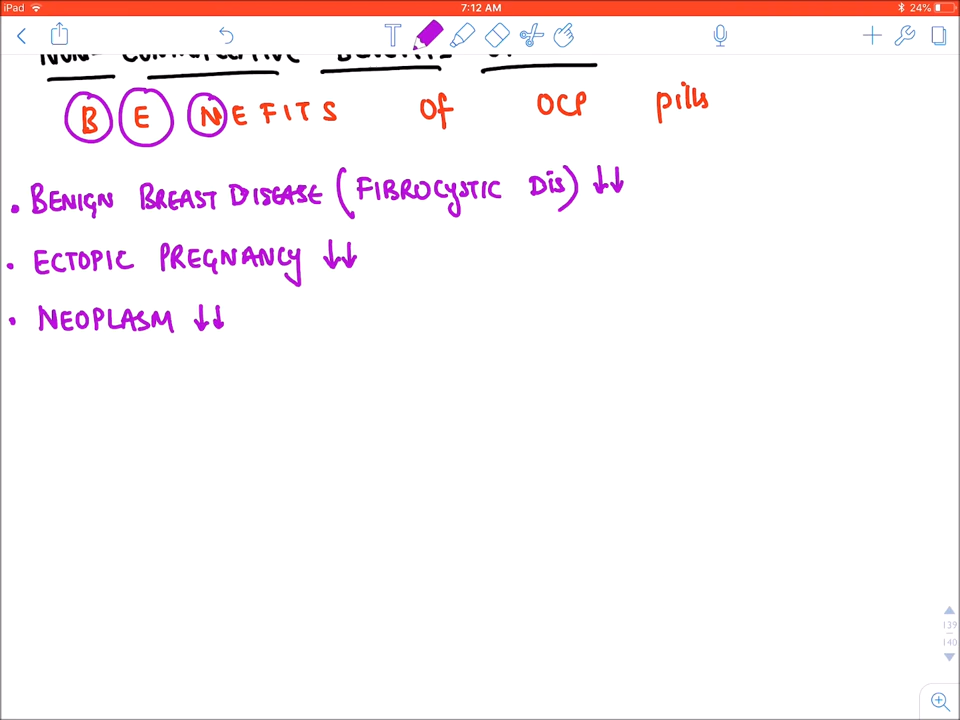 iPad 7:12 AM 24%
T
BENEFITS Of OCP pills
• BENIGN BREAST DISEASE (FIBROCYSTIC DIS) ↓↓
• ECTOPIC PREGNANCY ↓↓
• NEOPLASM ↓↓
139
140